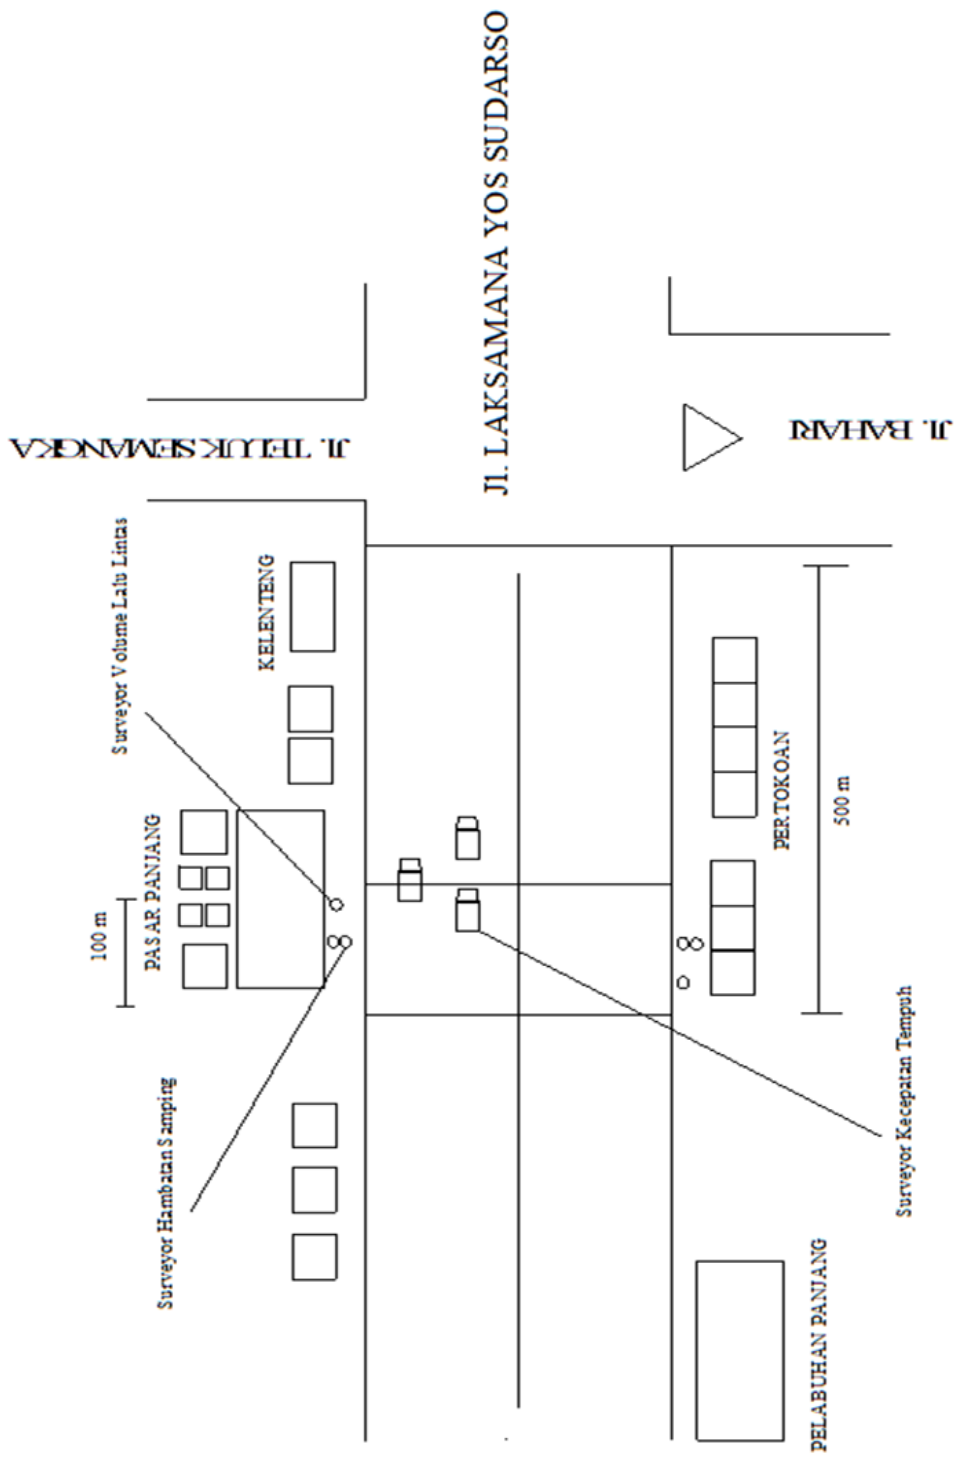 J1. LAKSAMANA YOS SUDARSO
Jl. TELUK SEMANGKA
Jl. BAHARI
Surveyor Volume Lalu Lintas
KELENTENG
PASAR PANJANG
100 m
PERTOKOAN
500 m
Surveyor Hambatan Samping
Surveyor Kecepatan Tempuh
PELABUHAN PANJANG